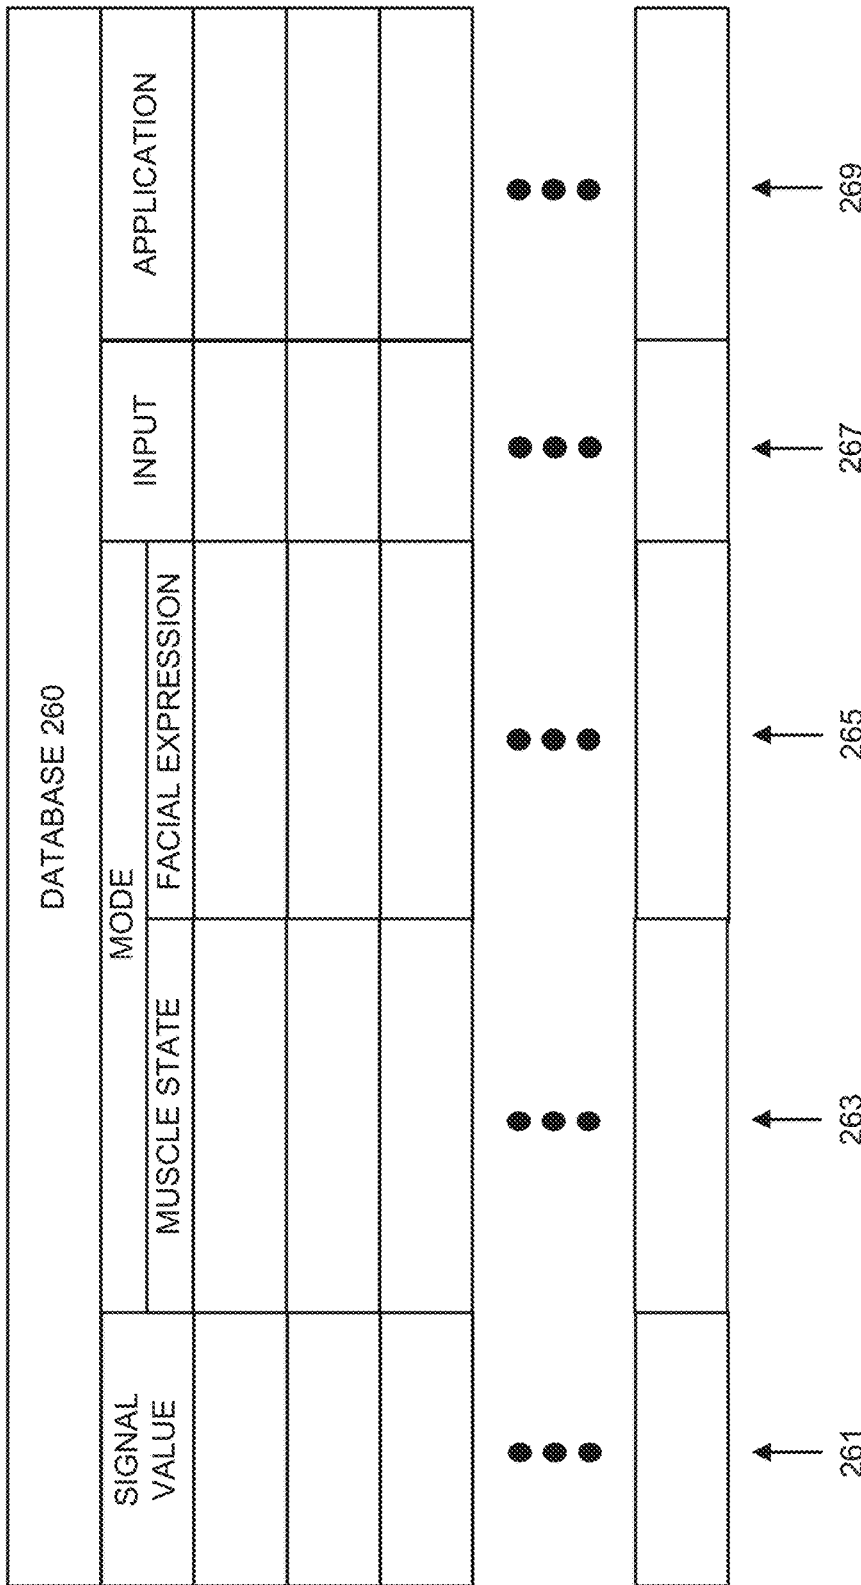 DATABASE 260
SIGNAL
VALUE
MODE
MUSCLE STATE
FACIAL EXPRESSION
INPUT
APPLICATION
261
263
265
267
269